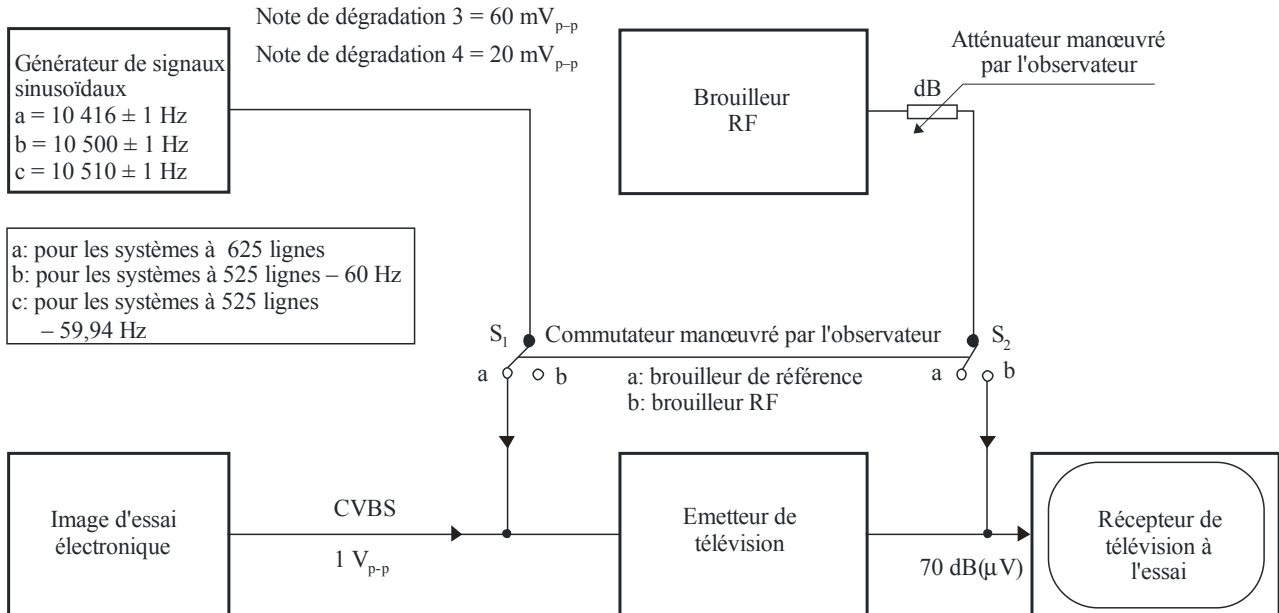 Note de dégradation 3 = 60 mVp–p
Note de dégradation 4 = 20 mVp–p
Générateur de signaux
sinusoïdaux
a = 10 416 ± 1 Hz
b = 10 500 ± 1 Hz
c = 10 510 ± 1 Hz
Brouilleur
RF
dB
Atténuateur manœuvré
par l'observateur
a: pour les systèmes à 625 lignes
b: pour les systèmes à 525 lignes – 60 Hz
c: pour les systèmes à 525 lignes
– 59,94 Hz
S1
Commutateur manœuvré par l'observateur
S2
a
b
a: brouilleur de référence
b: brouilleur RF
a
b
Image d'essai
électronique
CVBS
1 Vp-p
Emetteur de
télévision
70 dB(µV)
Récepteur de
télévision à
l'essai